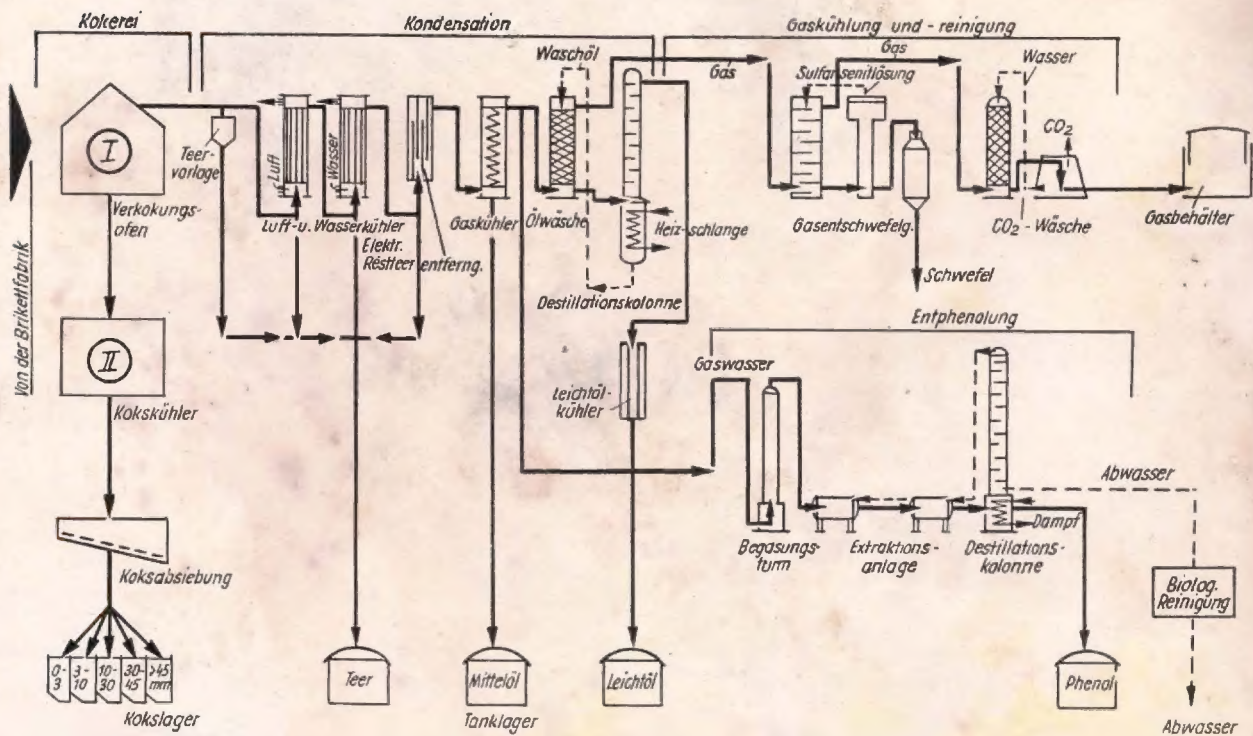 Kokerei
Kondensation
Gaskühlung und - reinigung
Von der Brikettfabrik
I
Verkokungs-
ofen
II
Kokskühler
Koksabsiebung
0-
3
3-
10
10-
30
30-
45
>45
mm
Kokslager
Teer-
vorlage
Luft
Wasser
Luft-u. Wasserkühler
Elektr.
Restteerentferng.
Gaskühler
Waschöl
Ölwäsche
Heiz-schlange
Destillationskolonne
Gas
Sulfarsenitlösung
Gas
Gasentschwefelg.
Schwefel
Wasser
CO2
CO2-Wäsche
Gasbehälter
Leichtöl-
kühler
Entphenolung
Gaswasser
Begasungs-
turm
Extraktions-
anlage
Destillations-
kolonne
Dampf
Abwasser
Biolog.
Reinigung
Abwasser
Teer
Mittelöl
Leichtöl
Phenol
Tanklager